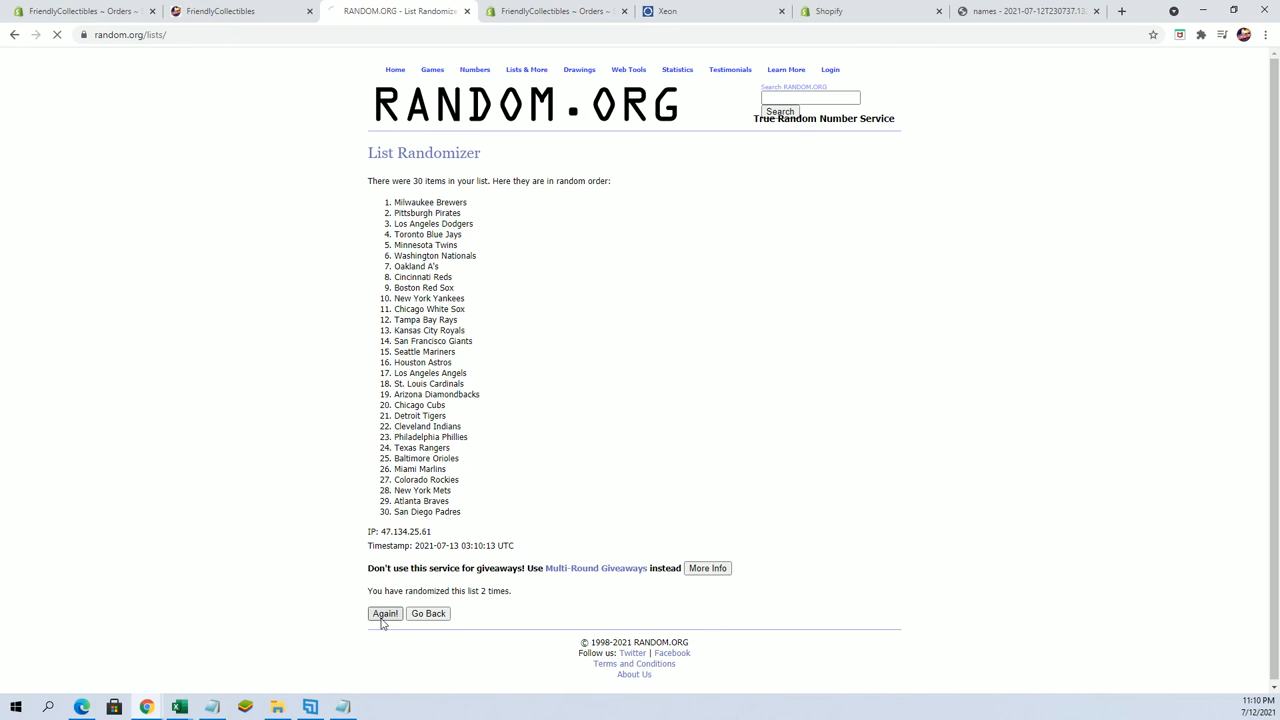 FriendlyCollectibles ~ Orders ~ S
FriendlyCollectibles
RANDOM.ORG - List Randomize
FriendlyCollectibles ~ Orders ~ S
Xeon
Shopify
names - 2021-07-12T230737.13
random.org/lists/
Home Games Numbers Lists & More Drawings Web Tools Statistics Testimonials Learn More Login
RANDOM.ORG
Search RANDOM.ORG
Search
True Random Number Service
List Randomizer
There were 30 items in your list. Here they are in random order:
1. Milwaukee Brewers
2. Pittsburgh Pirates
3. Los Angeles Dodgers
4. Toronto Blue Jays
5. Minnesota Twins
6. Washington Nationals
7. Oakland A's
8. Cincinnati Reds
9. Boston Red Sox
10. New York Yankees
11. Chicago White Sox
12. Tampa Bay Rays
13. Kansas City Royals
14. San Francisco Giants
15. Seattle Mariners
16. Houston Astros
17. Los Angeles Angels
18. St. Louis Cardinals
19. Arizona Diamondbacks
20. Chicago Cubs
21. Detroit Tigers
22. Cleveland Indians
23. Philadelphia Phillies
24. Texas Rangers
25. Baltimore Orioles
26. Miami Marlins
27. Colorado Rockies
28. New York Mets
29. Atlanta Braves
30. San Diego Padres
IP: 47.134.25.61
Timestamp: 2021-07-13 03:10:13 UTC
Don't use this service for giveaways! Use Multi-Round Giveaways instead More Info
You have randomized this list 2 times.
Again! Go Back
© 1998-2021 RANDOM.ORG
Follow us: Twitter | Facebook
Terms and Conditions
About Us
11:10 PM
7/12/2021